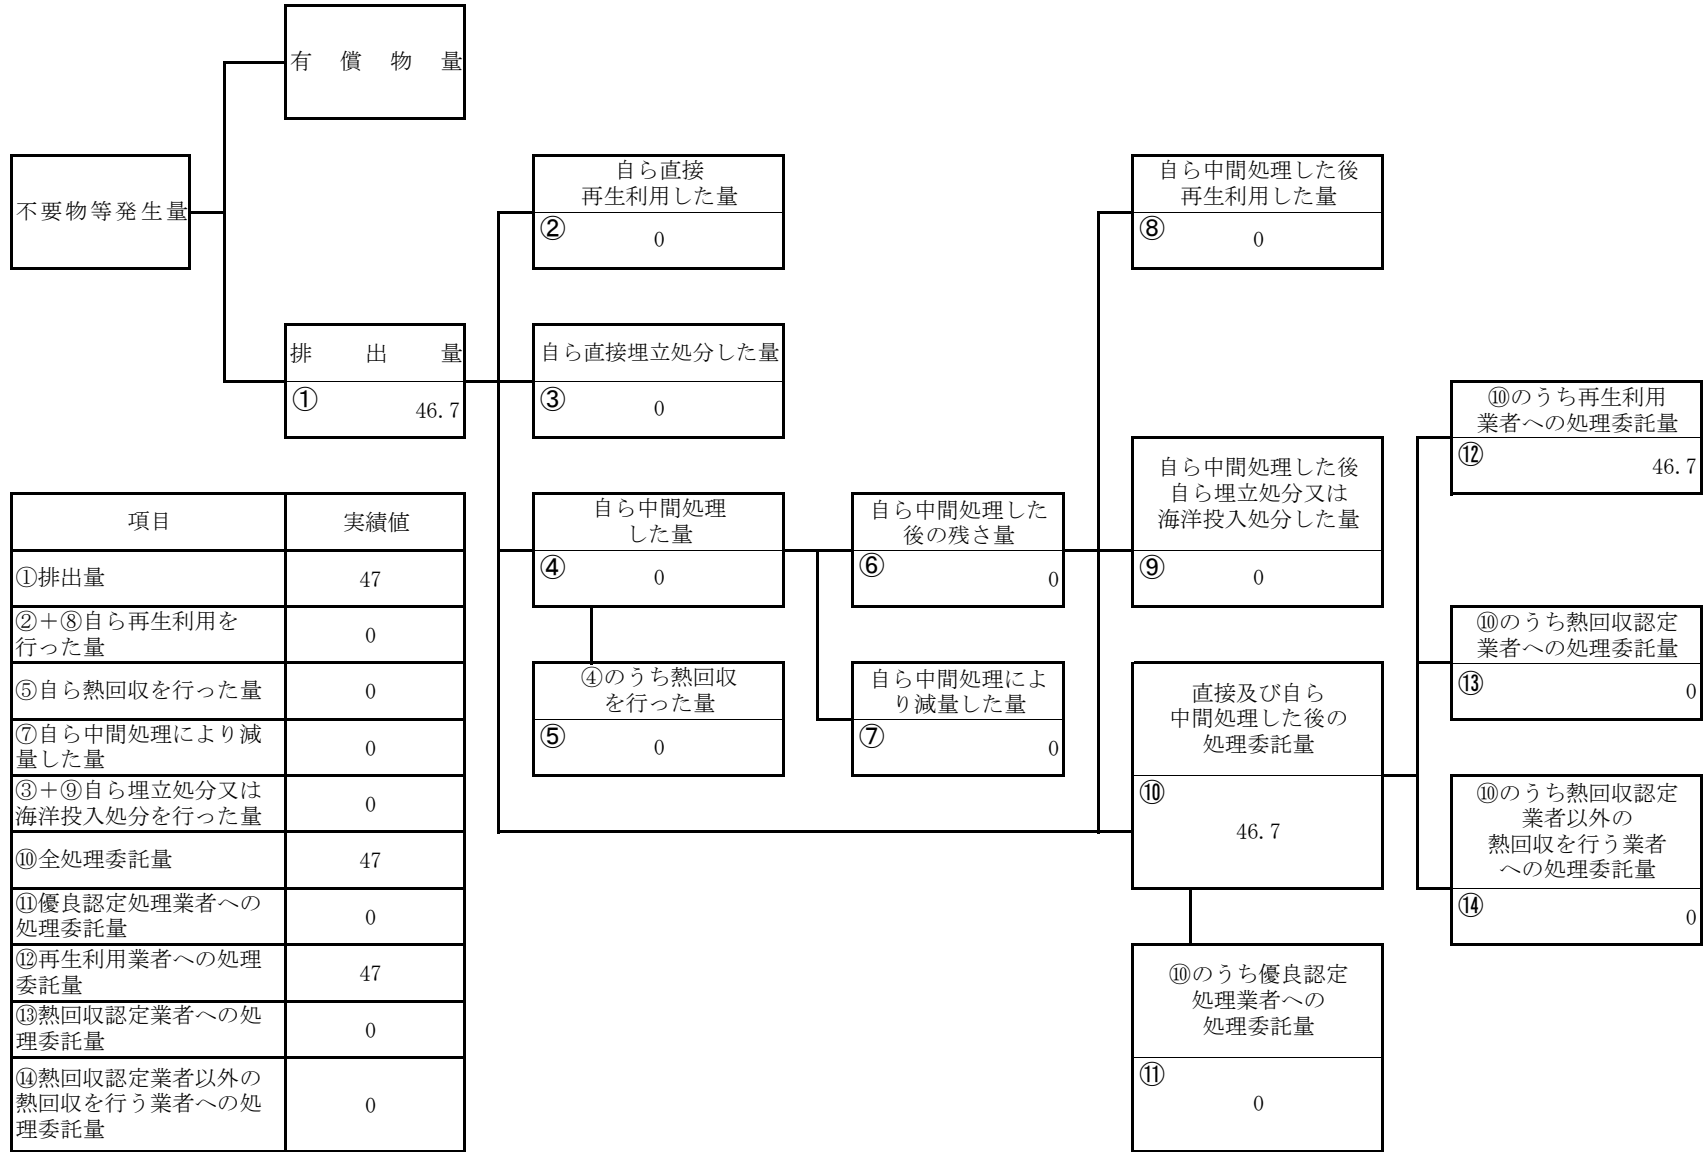 有償物量
不要物等発生量
自ら直接
再生利用した量
②
0
自ら中間処理した後
再生利用した量
⑧
0
排出量
①
46.7
自ら直接埋立処分した量
③
0
自ら中間処理
した量
④
0
自ら中間処理した
後の残さ量
⑥
0
自ら中間処理した後
自ら埋立処分又は
海洋投入処分した量
⑨
0
⑩のうち再生利用
業者への処理委託量
⑫
46.7
④のうち熱回収
を行った量
⑤
0
自ら中間処理によ
り減量した量
⑦
0
直接及び自ら
中間処理した後の
処理委託量
⑩
46.7
⑩のうち熱回収認定
業者への処理委託量
⑬
0
⑩のうち熱回収認定
業者以外の
熱回収を行う業者
への処理委託量
⑭
0
⑩のうち優良認定
処理業者への
処理委託量
⑪
0
項目 実績値
①排出量 47
②＋⑧自ら再生利用を
行った量 0
⑤自ら熱回収を行った量 0
⑦自ら中間処理により減
量した量 0
③＋⑨自ら埋立処分又は
海洋投入処分を行った量 0
⑩全処理委託量 47
⑪優良認定処理業者への
処理委託量 0
⑫再生利用業者への処理
委託量 47
⑬熱回収認定業者への処
理委託量 0
⑭熱回収認定業者以外の
熱回収を行う業者への処
理委託量 0